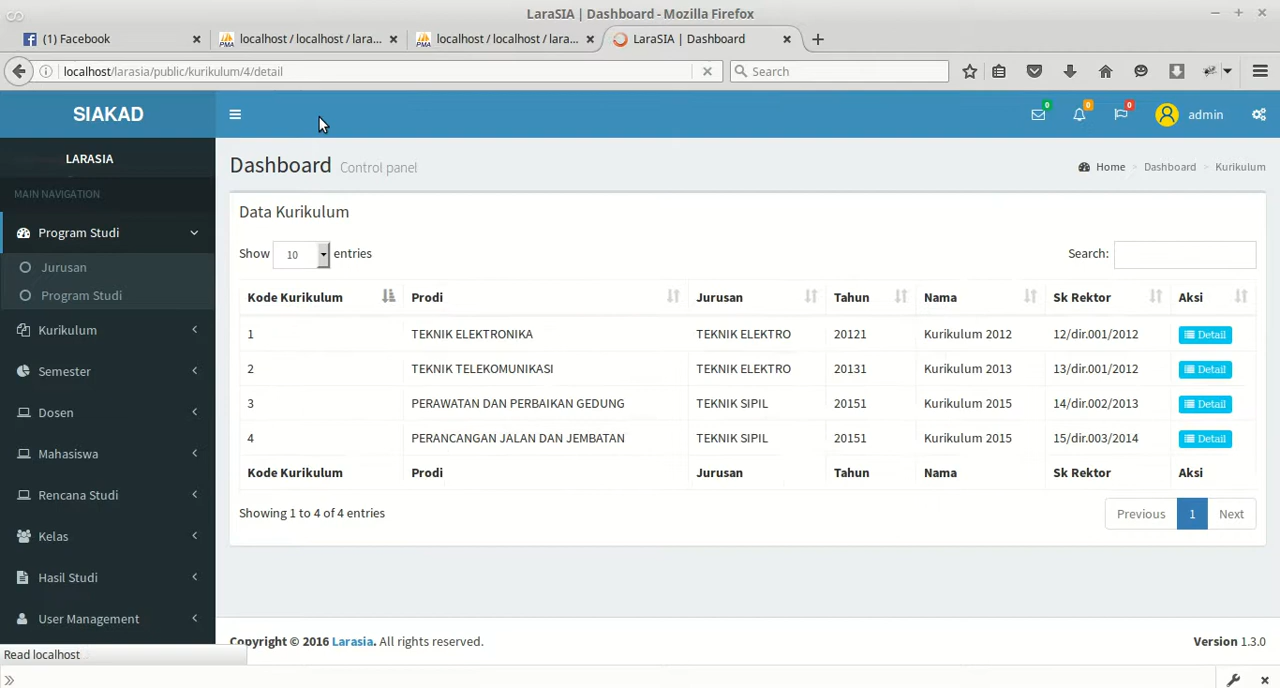 LaraSIA | Dashboard - Mozilla Firefox
(1) Facebook
localhost / localhost / lara...
localhost / localhost / lara...
LaraSIA | Dashboard
localhost/larasia/public/kurikulum/4/detail
Search
SIAKAD
0
0
0
admin
LARASIA
MAIN NAVIGATION
Program Studi
Jurusan
Program Studi
Kurikulum
Semester
Dosen
Mahasiswa
Rencana Studi
Kelas
Hasil Studi
User Management
Dashboard Control panel
Home > Dashboard > Kurikulum
Data Kurikulum
Show 10 entries
Search:
Kode Kurikulum Prodi Jurusan Tahun Nama Sk Rektor Aksi
1 TEKNIK ELEKTRONIKA TEKNIK ELEKTRO 20121 Kurikulum 2012 12/dir.001/2012 Detail
2 TEKNIK TELEKOMUNIKASI TEKNIK ELEKTRO 20131 Kurikulum 2013 13/dir.001/2012 Detail
3 PERAWATAN DAN PERBAIKAN GEDUNG TEKNIK SIPIL 20151 Kurikulum 2015 14/dir.002/2013 Detail
4 PERANCANGAN JALAN DAN JEMBATAN TEKNIK SIPIL 20151 Kurikulum 2015 15/dir.003/2014 Detail
Kode Kurikulum Prodi Jurusan Tahun Nama Sk Rektor Aksi
Showing 1 to 4 of 4 entries
Previous 1 Next
Copyright © 2016 Larasia. All rights reserved.
Version 1.3.0
Read localhost